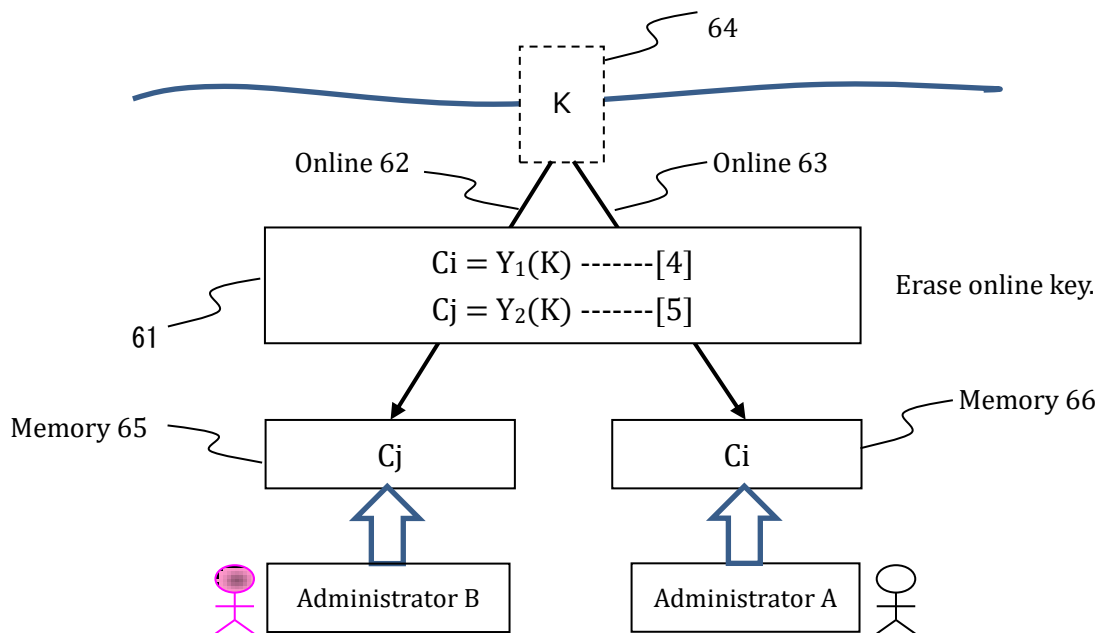 64
K
Online 62
Online 63
Ci = Y₁(K) -------[4]
Cj = Y₂(K) -------[5]
Erase online key.
61
Memory 65
Memory 66
Cj
Ci
Administrator B
Administrator A